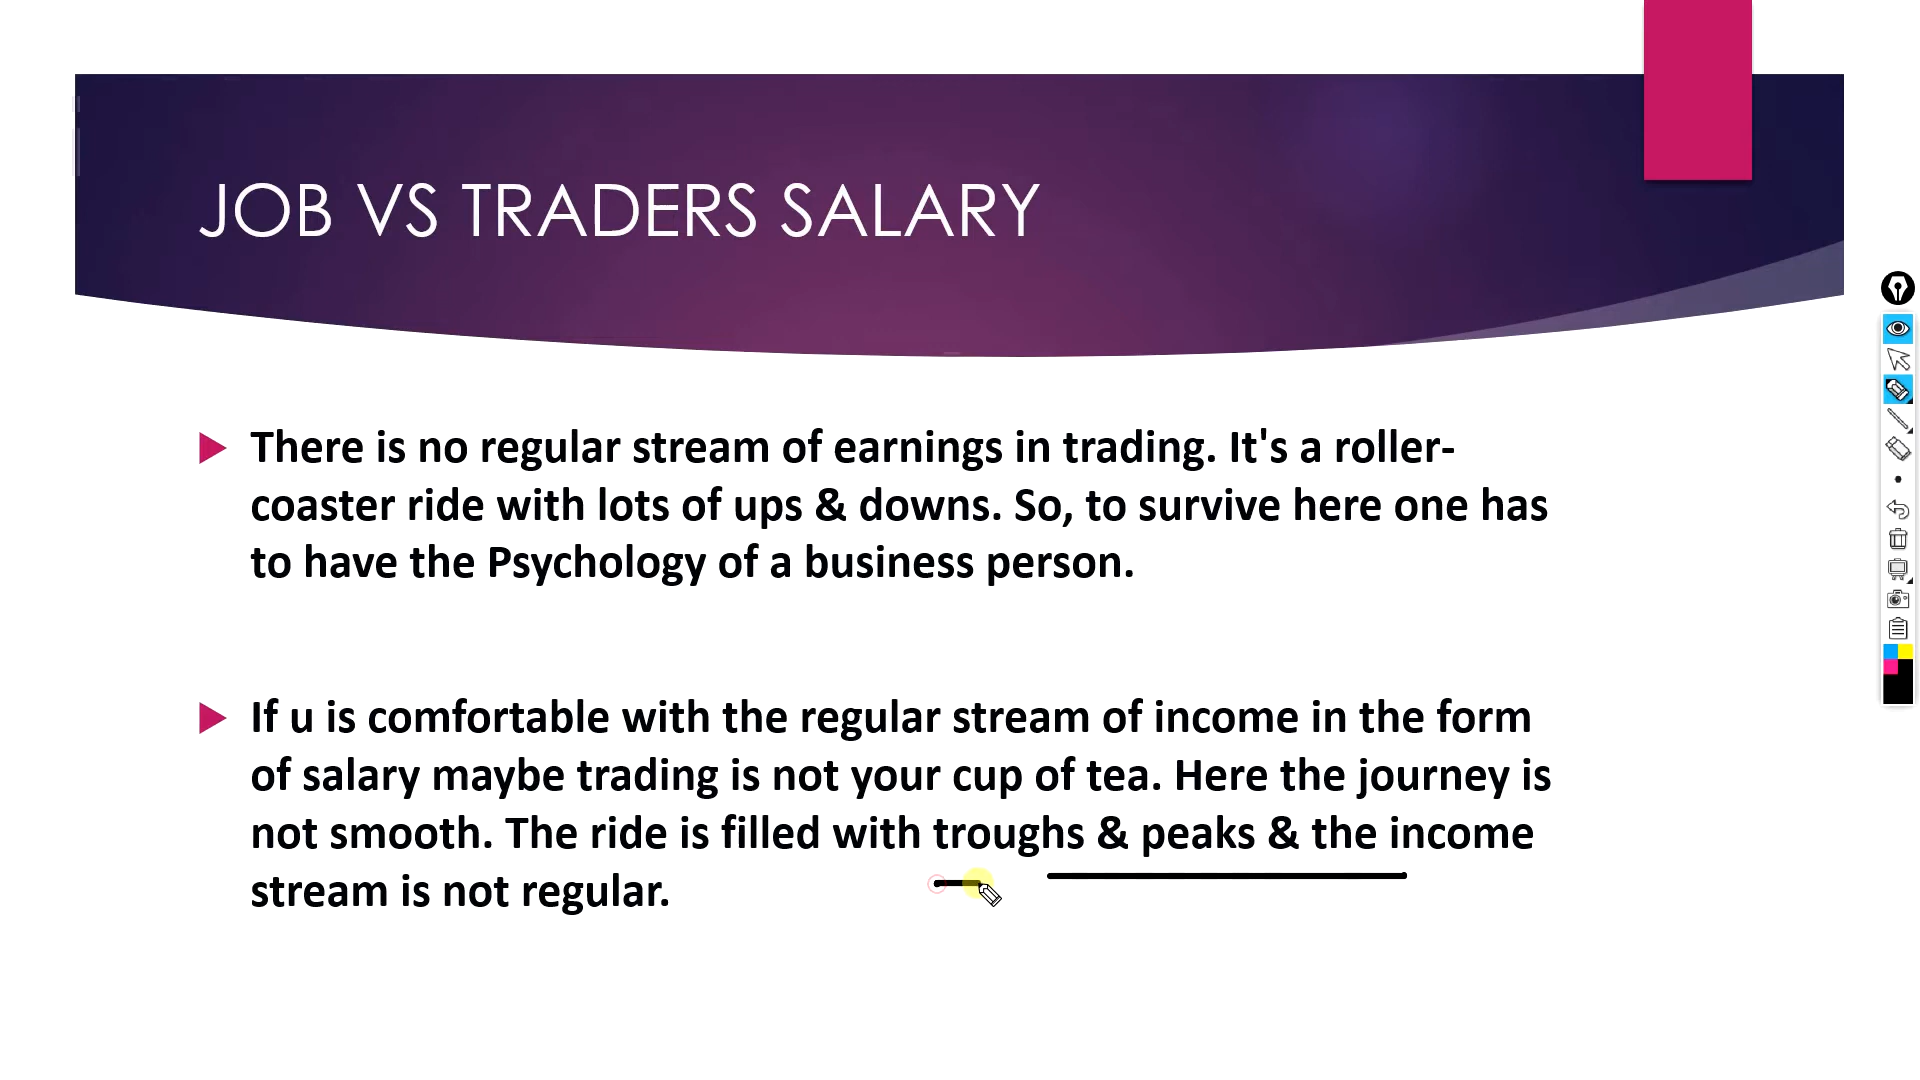 JOB VS TRADERS SALARY
There is no regular stream of earnings in trading. It's a roller-
coaster ride with lots of ups & downs. So, to survive here one has
to have the Psychology of a business person.
If u is comfortable with the regular stream of income in the form
of salary maybe trading is not your cup of tea. Here the journey is
not smooth. The ride is filled with troughs & peaks & the income
stream is not regular.